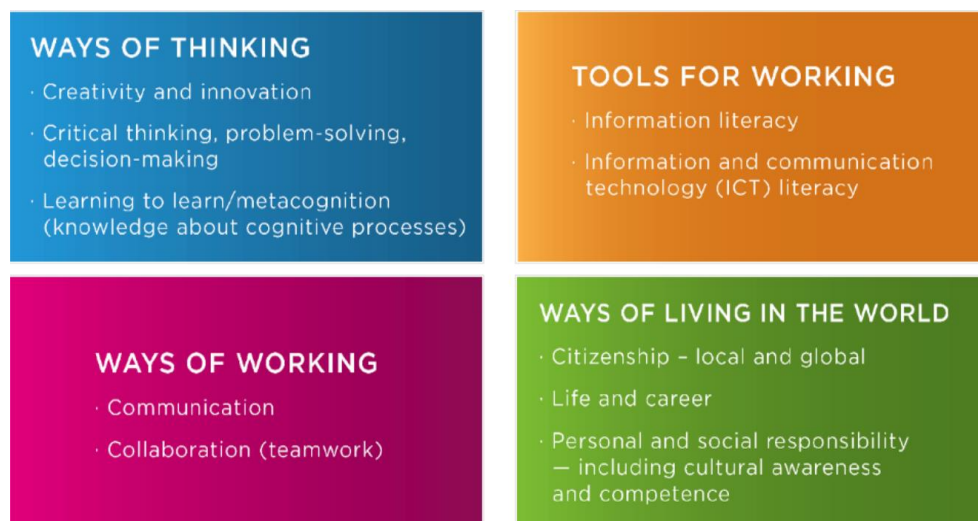 WAYS OF THINKING
· Creativity and innovation
· Critical thinking, problem-solving,
decision-making
· Learning to learn/metacognition
(knowledge about cognitive processes)
TOOLS FOR WORKING
· Information literacy
· Information and communication
technology (ICT) literacy
WAYS OF WORKING
· Communication
· Collaboration (teamwork)
WAYS OF LIVING IN THE WORLD
· Citizenship – local and global
· Life and career
· Personal and social responsibility
— including cultural awareness
and competence